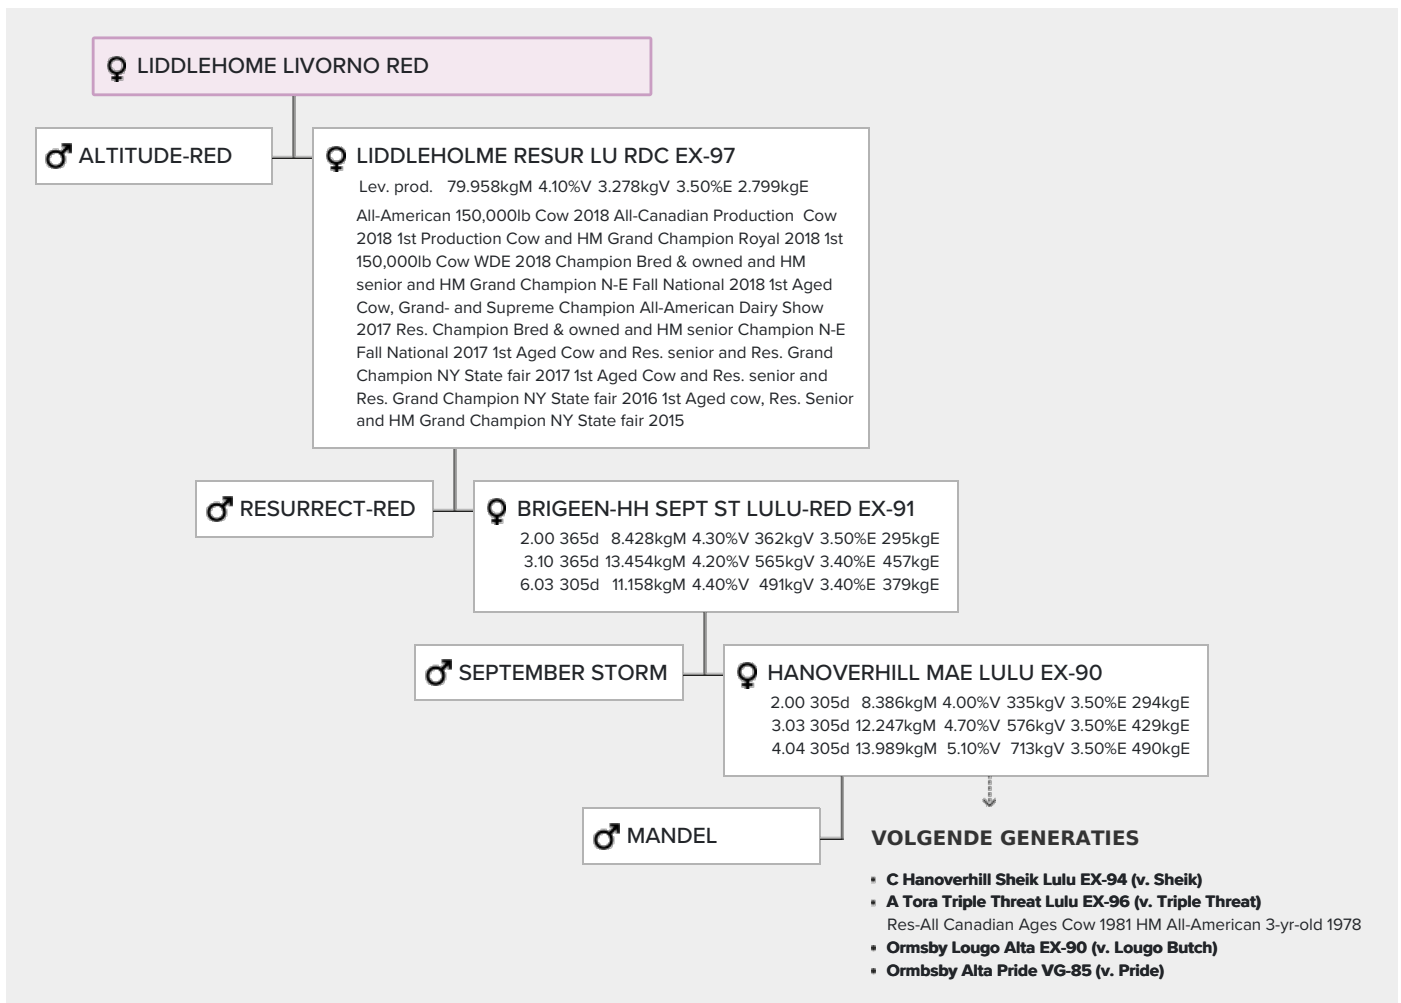 LIDDLEHOME LIVORNO RED
ALTITUDE-RED
LIDDLEHOLME RESUR LU RDC EX-97
Lev. prod. 79.958kgM 4.10%V 3.278kgV 3.50%E 2.799kgE
All-American 150,000lb Cow 2018 All-Canadian Production Cow
2018 1st Production Cow and HM Grand Champion Royal 2018 1st
150,000lb Cow WDE 2018 Champion Bred & owned and HM
senior and HM Grand Champion N-E Fall National 2018 1st Aged
Cow, Grand- and Supreme Champion All-American Dairy Show
2017 Res. Champion Bred & owned and HM senior Champion N-E
Fall National 2017 1st Aged Cow and Res. senior and Res. Grand
Champion NY State fair 2017 1st Aged Cow and Res. senior and
Res. Grand Champion NY State fair 2016 1st Aged cow, Res. Senior
and HM Grand Champion NY State fair 2015
RESURRECT-RED
BRIGEEN-HH SEPT ST LULU-RED EX-91
2.00 365d 8.428kgM 4.30%V 362kgV 3.50%E 295kgE
3.10 365d 13.454kgM 4.20%V 565kgV 3.40%E 457kgE
6.03 305d 11.158kgM 4.40%V 491kgV 3.40%E 379kgE
SEPTEMBER STORM
HANOVERHILL MAE LULU EX-90
2.00 305d 8.386kgM 4.00%V 335kgV 3.50%E 294kgE
3.03 305d 12.247kgM 4.70%V 576kgV 3.50%E 429kgE
4.04 305d 13.989kgM 5.10%V 713kgV 3.50%E 490kgE
MANDEL
VOLGENDE GENERATIES
• C Hanoverhill Sheik Lulu EX-94 (v. Sheik)
• A Tora Triple Threat Lulu EX-96 (v. Triple Threat)
Res-All Canadian Ages Cow 1981 HM All-American 3-yr-old 1978
• Ormsby Lougo Alta EX-90 (v. Lougo Butch)
• Ormbsby Alta Pride VG-85 (v. Pride)